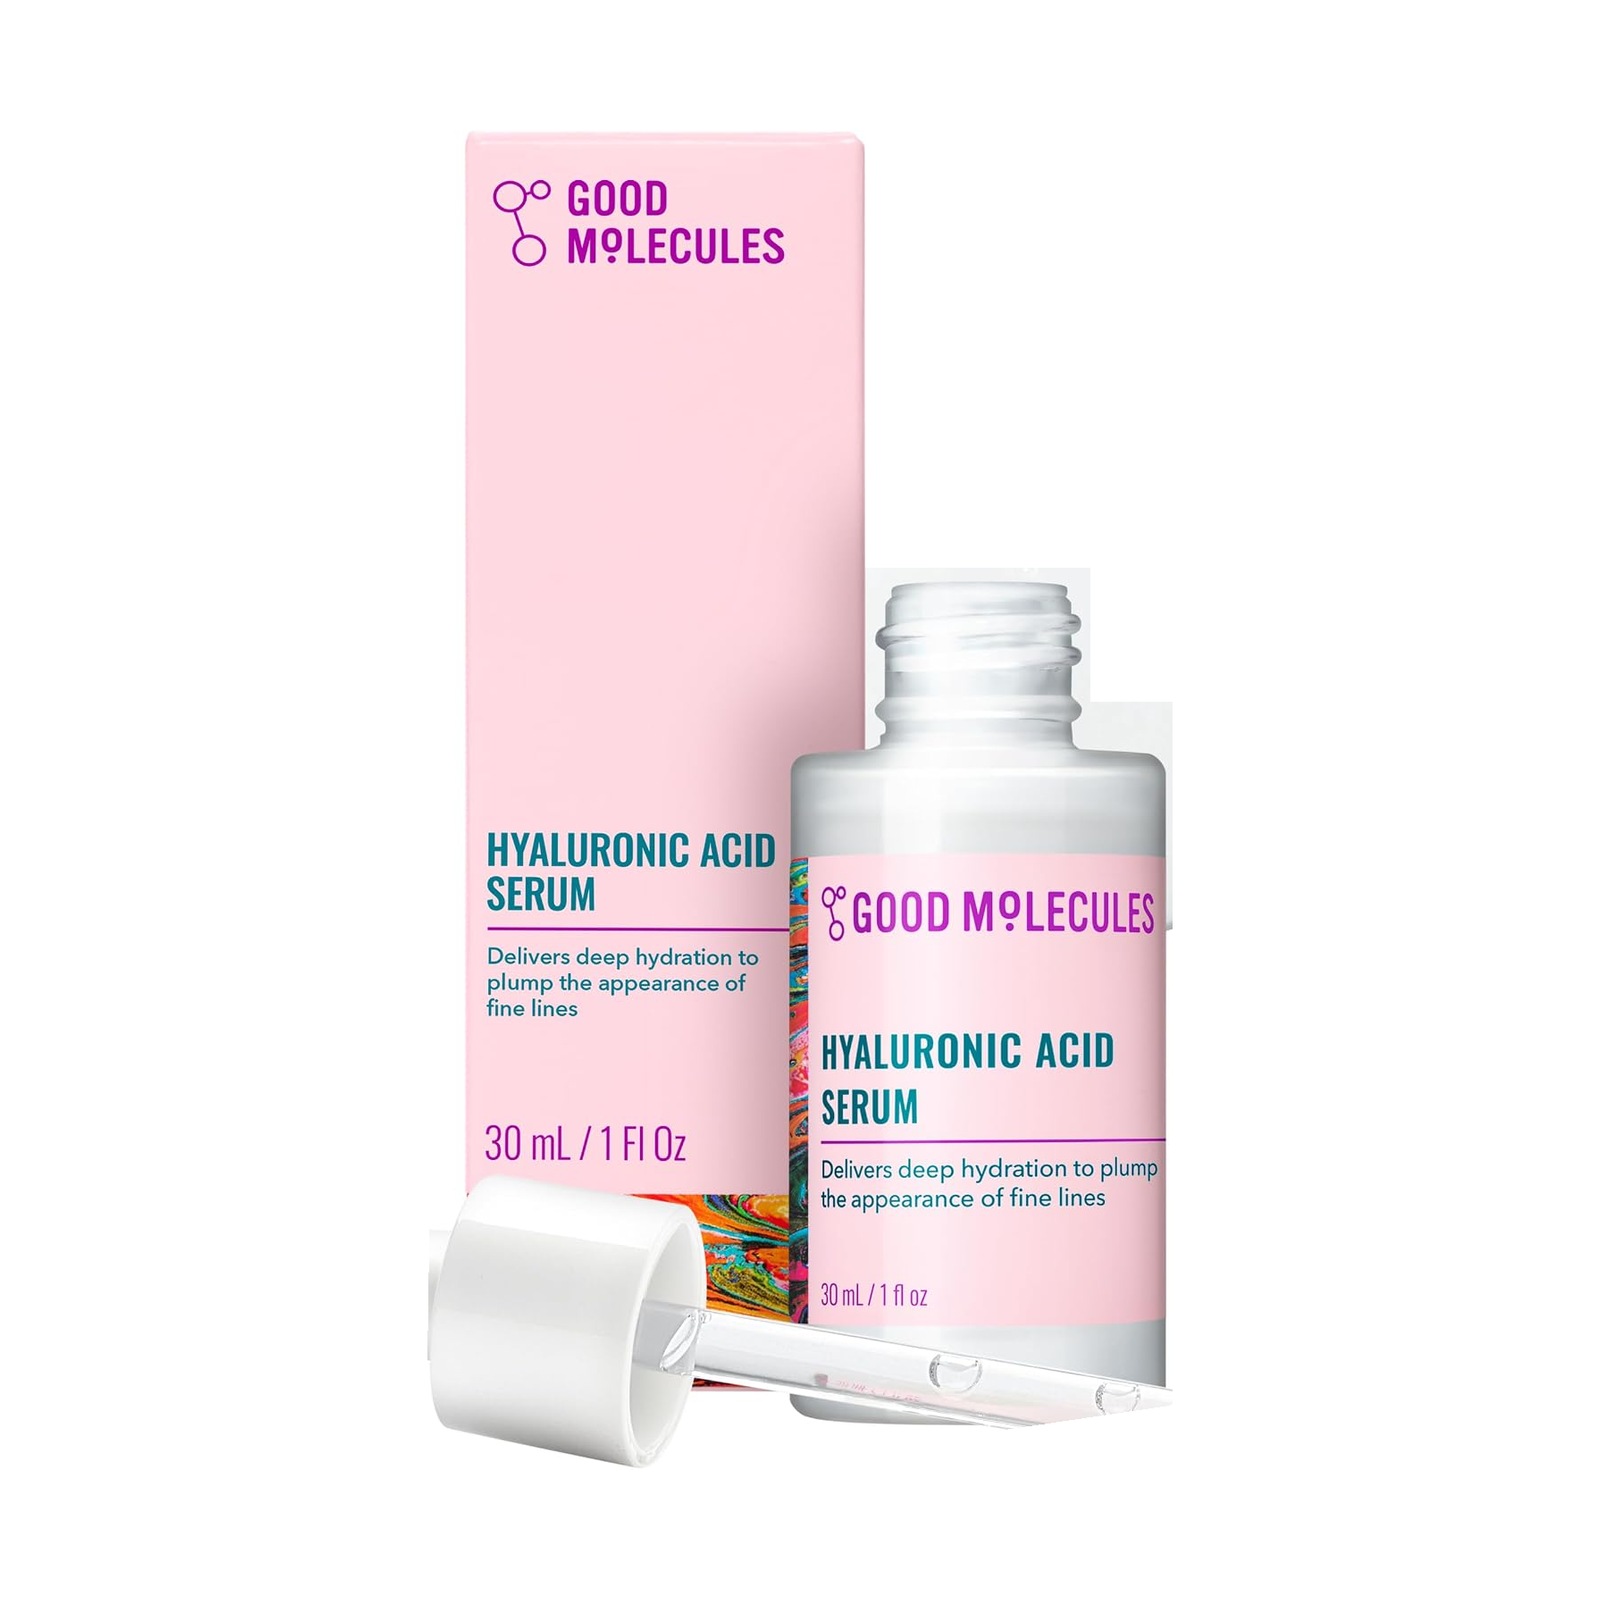 GOOD
MOLECULES
HYALURONIC ACID
SERUM
Delivers deep hydration to
plump the appearance of
fine lines
30 mL / 1 Fl Oz
GOOD MOLECULES
HYALURONIC ACID
SERUM
Delivers deep hydration to plump
the appearance of fine lines
30 mL / 1 fl oz